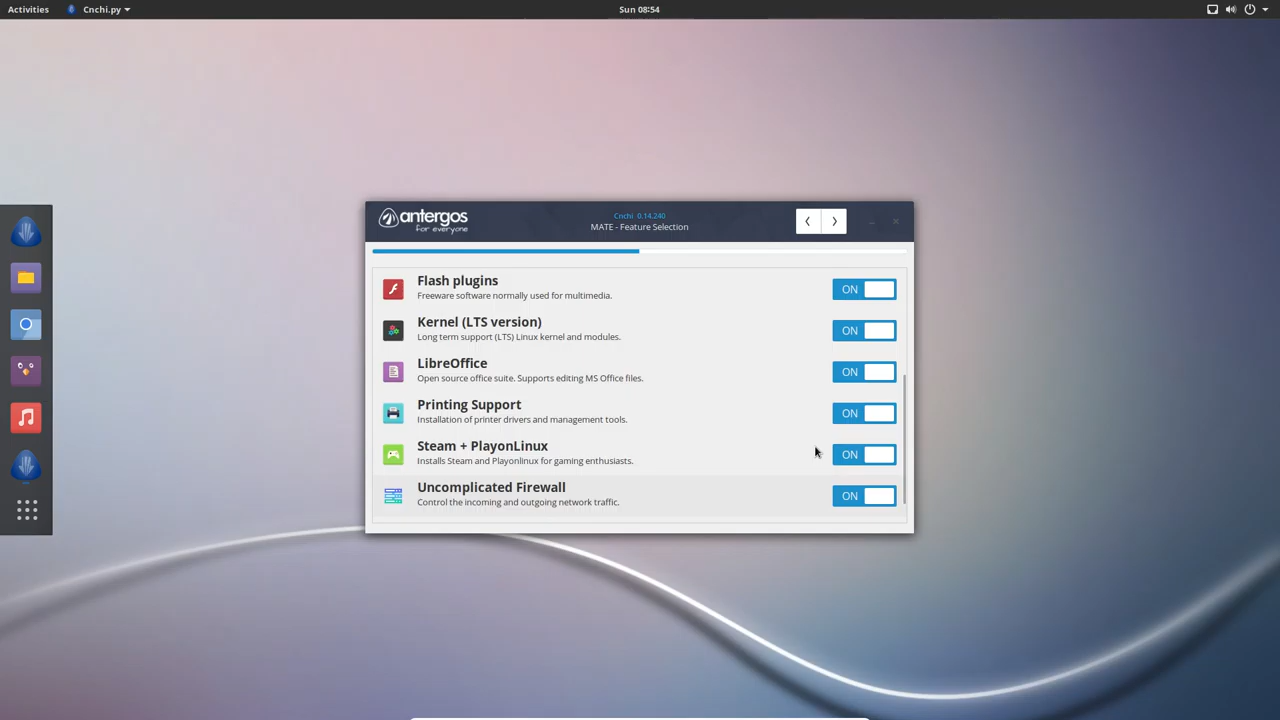 Activities
Cnchi.py
Sun 08:54
antergos
for everyone
Cnchi 0.14.240
MATE - Feature Selection
Flash plugins
Freeware software normally used for multimedia.
ON
Kernel (LTS version)
Long term support (LTS) Linux kernel and modules.
ON
LibreOffice
Open source office suite. Supports editing MS Office files.
ON
Printing Support
Installation of printer drivers and management tools.
ON
Steam + PlayonLinux
Installs Steam and Playonlinux for gaming enthusiasts.
ON
Uncomplicated Firewall
Control the incoming and outgoing network traffic.
ON